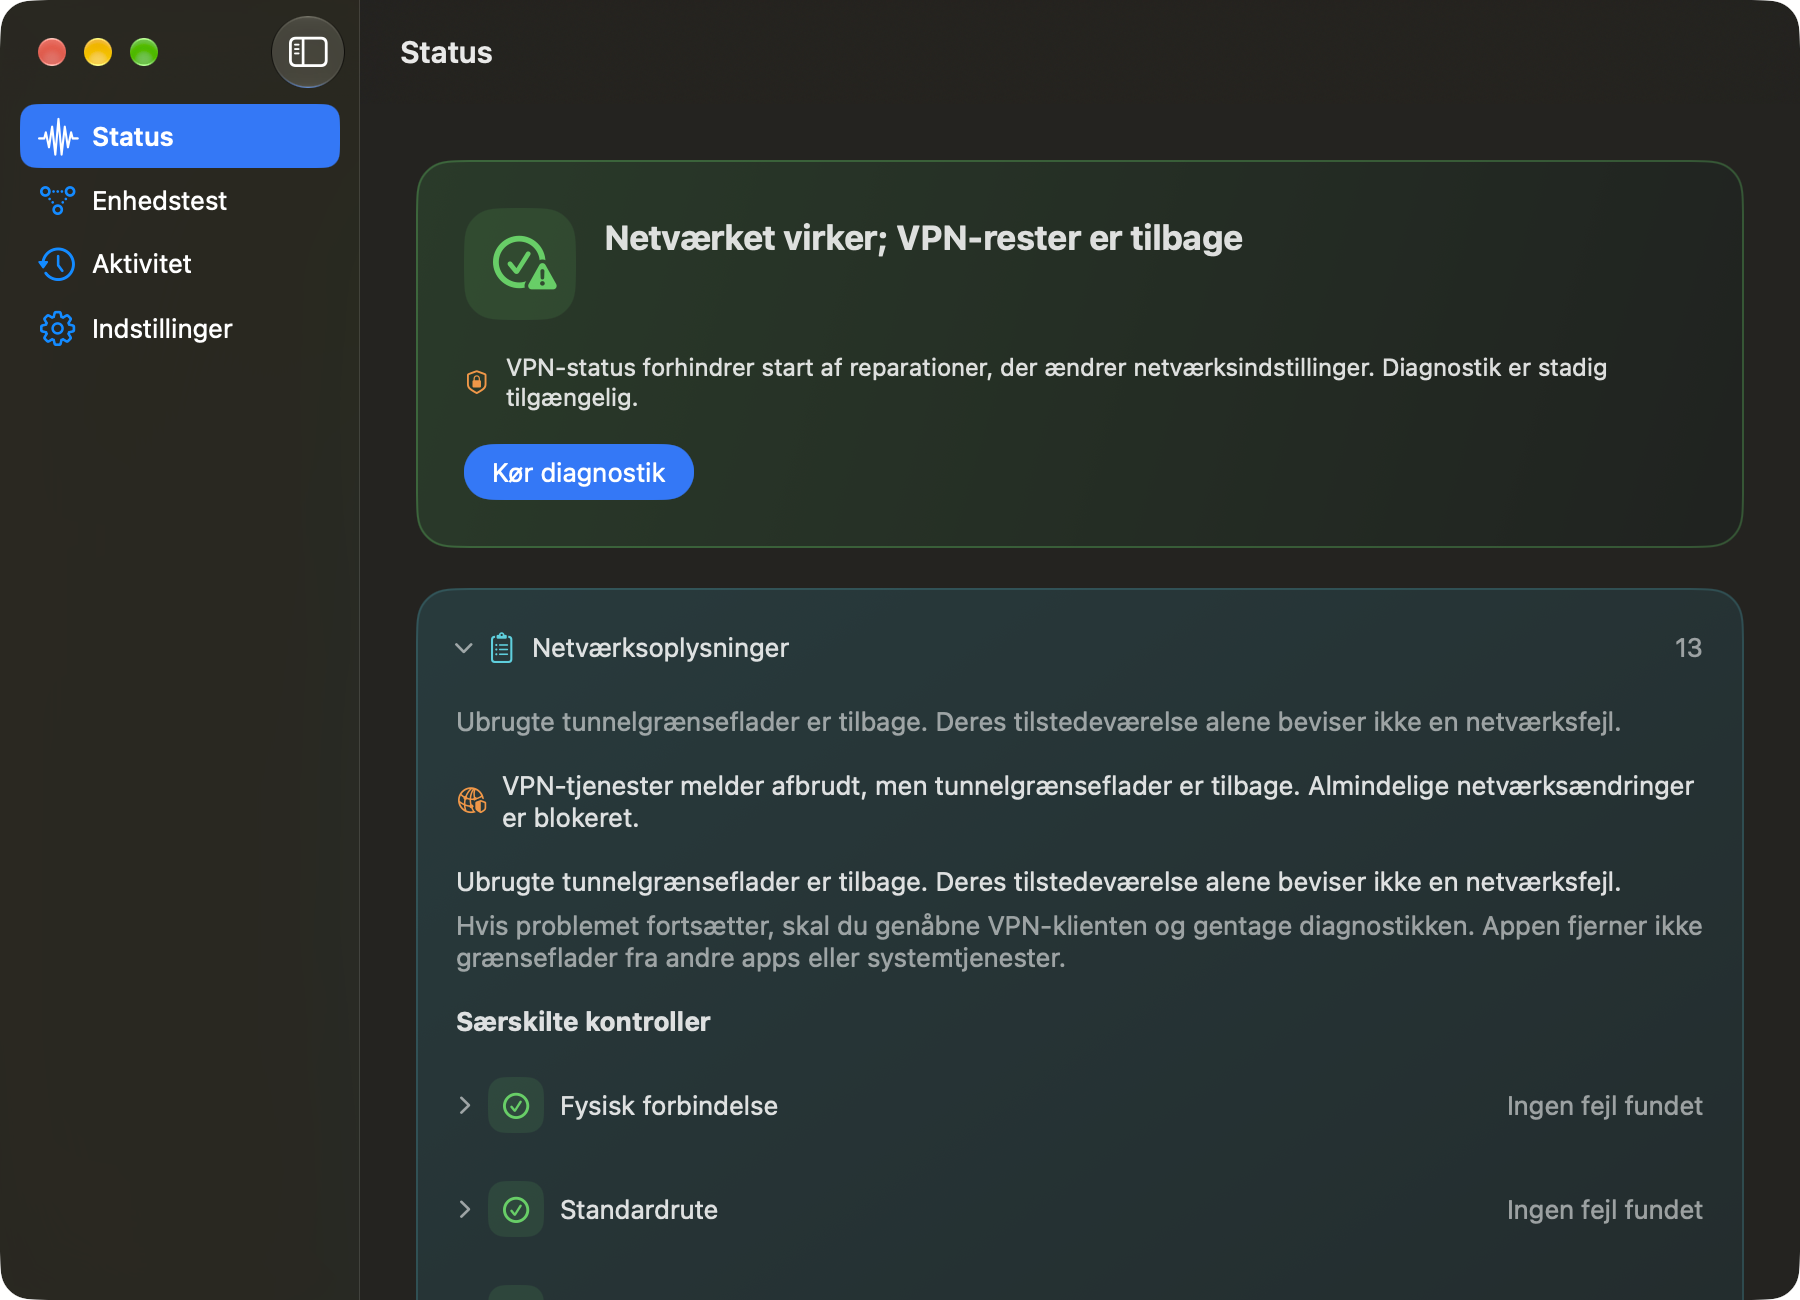 Status
Status
Enhedstest
Aktivitet
Indstillinger
Netværket virker; VPN-rester er tilbage
VPN-status forhindrer start af reparationer, der ændrer netværksindstillinger. Diagnostik er stadig
tilgængelig.
Kør diagnostik
Netværksoplysninger
13
Ubrugte tunnelgrænseflader er tilbage. Deres tilstedeværelse alene beviser ikke en netværksfejl.
VPN-tjenester melder afbrudt, men tunnelgrænseflader er tilbage. Almindelige netværksændringer
er blokeret.
Ubrugte tunnelgrænseflader er tilbage. Deres tilstedeværelse alene beviser ikke en netværksfejl.
Hvis problemet fortsætter, skal du genåbne VPN-klienten og gentage diagnostikken. Appen fjerner ikke
grænseflader fra andre apps eller systemtjenester.
Særskilte kontroller
Fysisk forbindelse
Ingen fejl fundet
Standardrute
Ingen fejl fundet